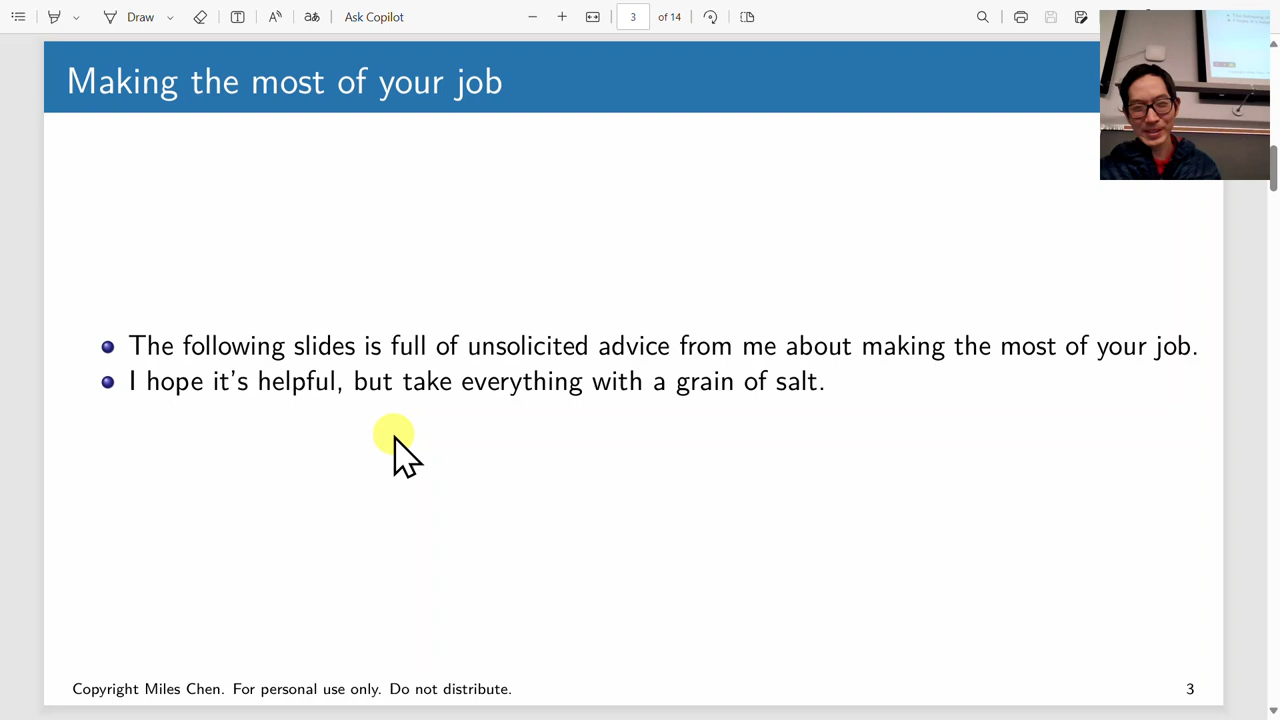 Draw
Ask Copilot
3 of 14
Making the most of your job
The following slides is full of unsolicited advice from me about making the most of your job.
I hope it's helpful, but take everything with a grain of salt.
Copyright Miles Chen. For personal use only. Do not distribute.
3